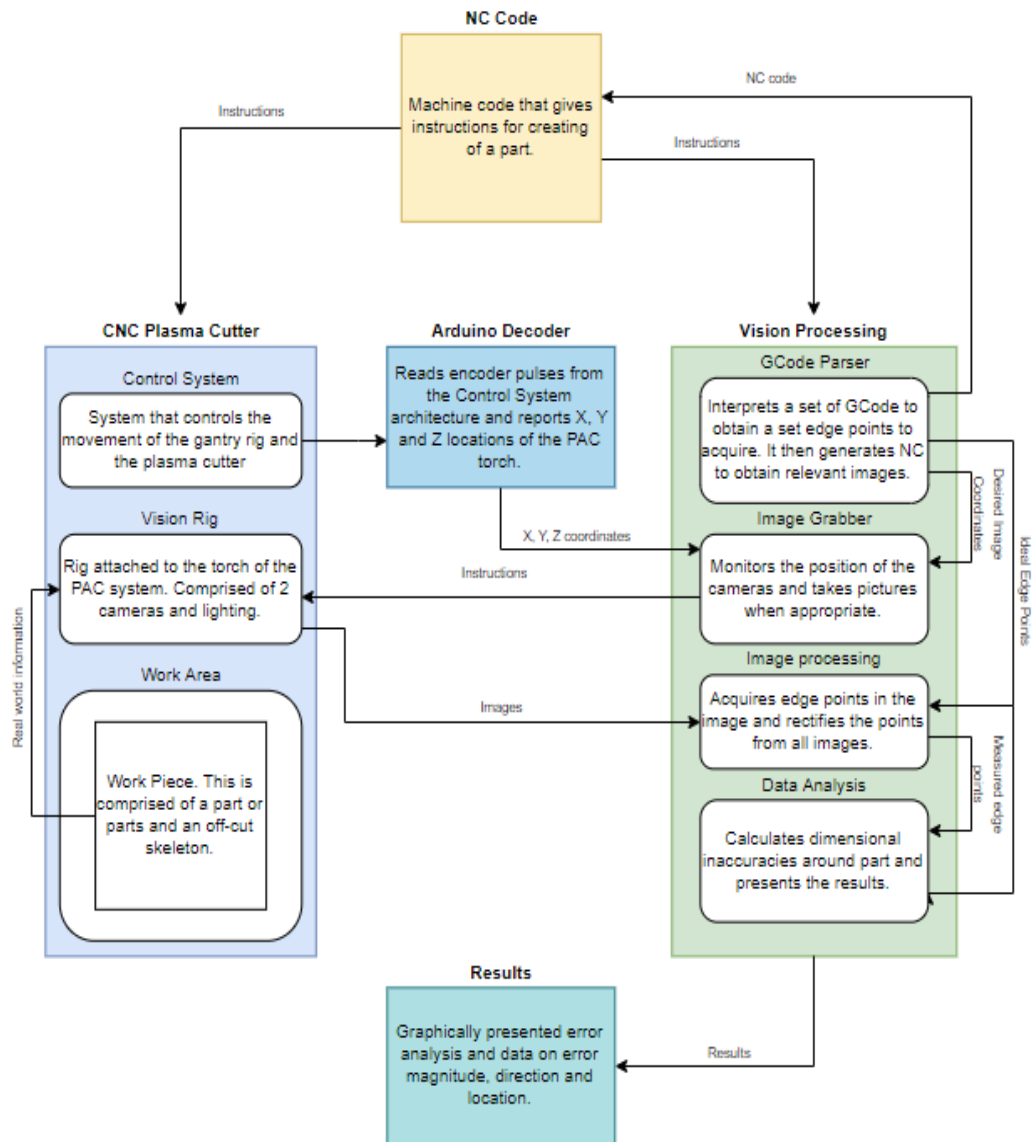 NC Code
Machine code that gives
instructions for creating
of a part.
NC code
Instructions
Instructions
CNC Plasma Cutter
Control System
System that controls the
movement of the gantry rig and
the plasma cutter
Vision Rig
Rig attached to the torch of the
PAC system. Comprised of 2
cameras and lighting.
Work Area
Work Piece. This is
comprised of a part or
parts and an off-cut
skeleton.
Real world information
Arduino Decoder
Reads encoder pulses from
the Control System
architecture and reports X, Y
and Z locations of the PAC
torch.
X, Y, Z coordinates
Instructions
Images
Vision Processing
GCode Parser
Interprets a set of GCode to
obtain a set edge points to
acquire. It then generates NC
to obtain relevant images.
Desired Image
Coordinates
Ideal Edge Points
Image Grabber
Monitors the position of the
cameras and takes pictures
when appropriate.
Image processing
Acquires edge points in the
image and rectifies the points
from all images.
Measured edge
points
Data Analysis
Calculates dimensional
inaccuracies around part and
presents the results.
Results
Results
Graphically presented error
analysis and data on error
magnitude, direction and
location.